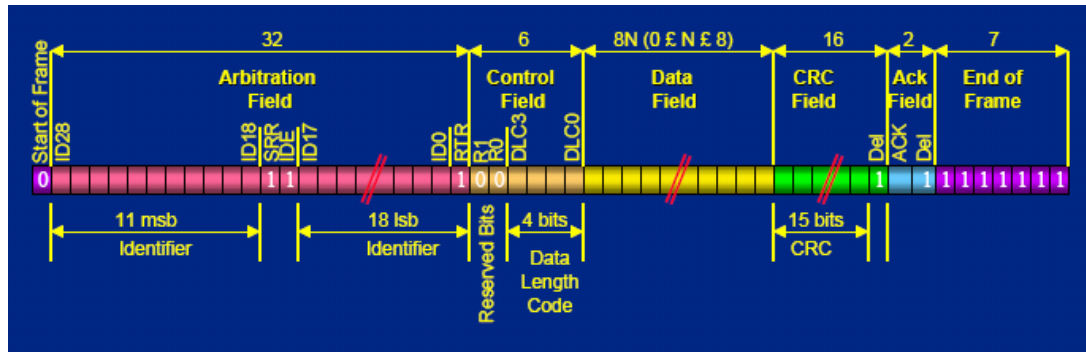 32
6
8N (0 £ N £ 8)
16
2
7
Start of Frame
Arbitration
Field
Control
Field
Data
Field
CRC
Field
Ack
Field
End of
Frame
ID28
ID18
SRR
IDE
ID17
ID0
RTR
R1
R0
DLC3
DLC0
Del
ACK
Del
0
1
1
1
0
0
1
1
1
1
1
1
1
1
1
11 msb
Identifier
18 lsb
Identifier
Reserved Bits
4 bits
Data
Length
Code
15 bits
CRC